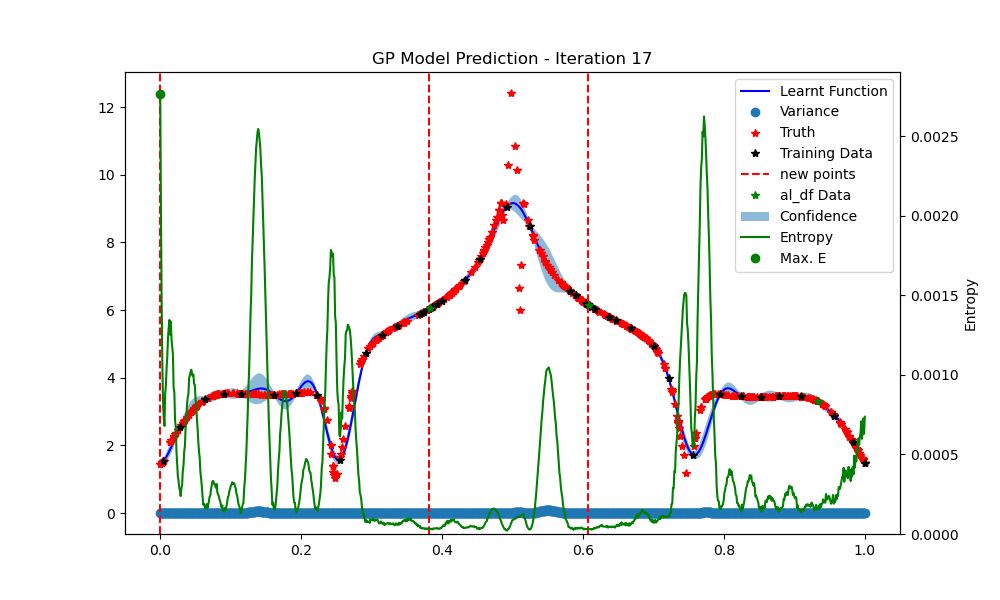 GP Model Prediction - Iteration 17
Learnt Function
Variance
Truth
Training Data
new points
al_df Data
Confidence
Entropy
Max. E
12
10
8
6
4
2
0
0.0025
0.0020
0.0015
0.0010
0.0005
0.0000
Entropy
0.0 0.2 0.4 0.6 0.8 1.0